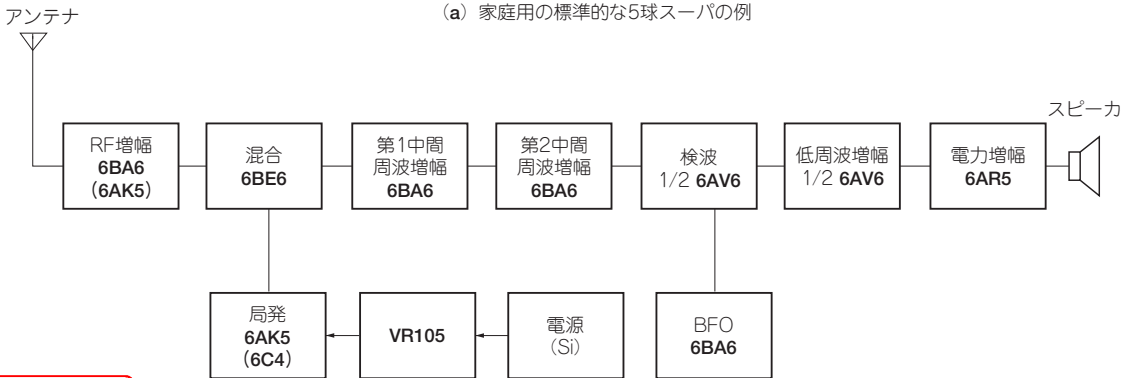 (a) 家庭用の標準的な5球スーパの例
アンテナ
スピーカ
RF増幅
6BA6
(6AK5)
混合
6BE6
第1中間
周波増幅
6BA6
第2中間
周波増幅
6BA6
検波
1/2 6AV6
低周波増幅
1/2 6AV6
電力増幅
6AR5
局発
6AK5
(6C4)
VR105
電源
(Si)
BFO
6BA6